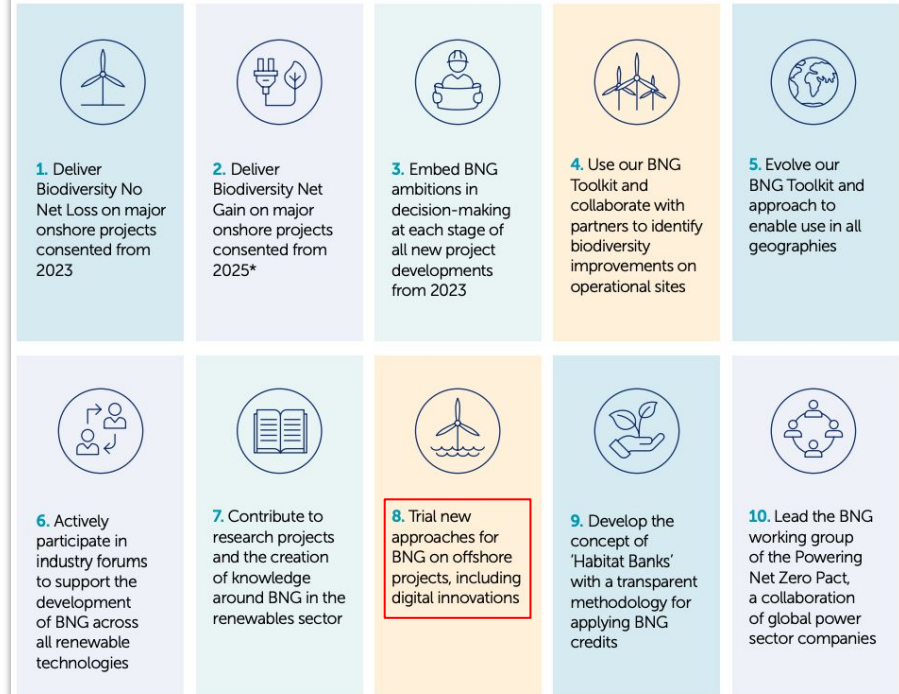 1. Deliver
Biodiversity No
Net Loss on major
onshore projects
consented from
2023
2. Deliver
Biodiversity Net
Gain on major
onshore projects
consented from
2025*
3. Embed BNG
ambitions in
decision-making
at each stage of
all new project
developments
from 2023
4. Use our BNG
Toolkit and
collaborate with
partners to identify
biodiversity
improvements on
operational sites
5. Evolve our
BNG Toolkit and
approach to
enable use in all
geographies
6. Actively
participate in
industry forums
to support the
development
of BNG across
all renewable
technologies
7. Contribute to
research projects
and the creation
of knowledge
around BNG in the
renewables sector
8. Trial new
approaches for
BNG on offshore
projects, including
digital innovations
9. Develop the
concept of
‘Habitat Banks’
with a transparent
methodology for
applying BNG
credits
10. Lead the BNG
working group
of the Powering
Net Zero Pact,
a collaboration
of global power
sector companies